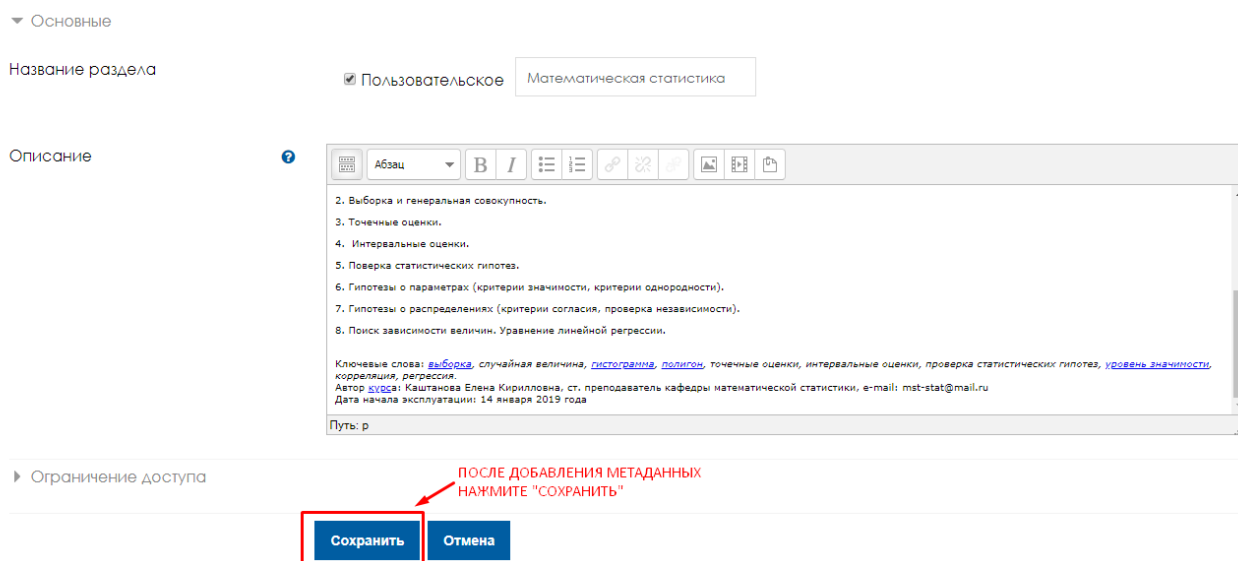 Основные
Название раздела
Пользовательское
Математическая статистика
Описание
Абзац
B I
2. Выборка и генеральная совокупность.
3. Точечные оценки.
4. Интервальные оценки.
5. Поверка статистических гипотез.
6. Гипотезы о параметрах (критерии значимости, критерии однородности).
7. Гипотезы о распределениях (критерии согласия, проверка независимости).
8. Поиск зависимости величин. Уравнение линейной регрессии.
Ключевые слова: выборка, случайная величина, гистограмма, полигон, точечные оценки, интервальные оценки, проверка статистических гипотез, уровень значимости,
корреляция, регрессия.
Автор курса: Каштанова Елена Кирилловна, ст. преподаватель кафедры математической статистики, e-mail: mst-stat@mail.ru
Дата начала эксплуатации: 14 января 2019 года
Путь: p
Ограничение доступа
ПОСЛЕ ДОБАВЛЕНИЯ МЕТАДАННЫХ
НАЖМИТЕ "СОХРАНИТЬ"
Сохранить
Отмена